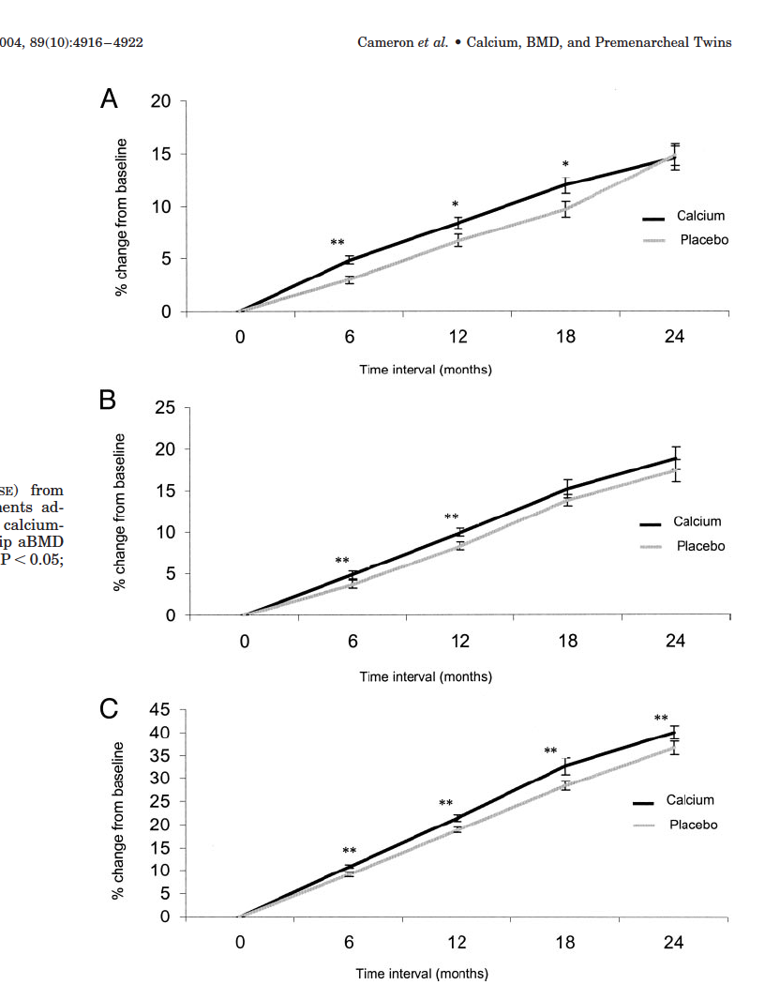 004, 89(10):4916–4922
Cameron et al. • Calcium, BMD, and Premenarcheal Twins
A
% change from baseline
20
15
10
5
0
**
*
*
Calcium
Placebo
0 6 12 18 24
Time interval (months)
B
% change from baseline
25
20
15
10
5
0
**
**
Calcium
Placebo
0 6 12 18 24
Time interval (months)
SE) from
ents ad-
calcium-
ip aBMD
P < 0.05;
C
% change from baseline
45
40
35
30
25
20
15
10
5
0
**
**
**
**
Calcium
Placebo
0 6 12 18 24
Time interval (months)